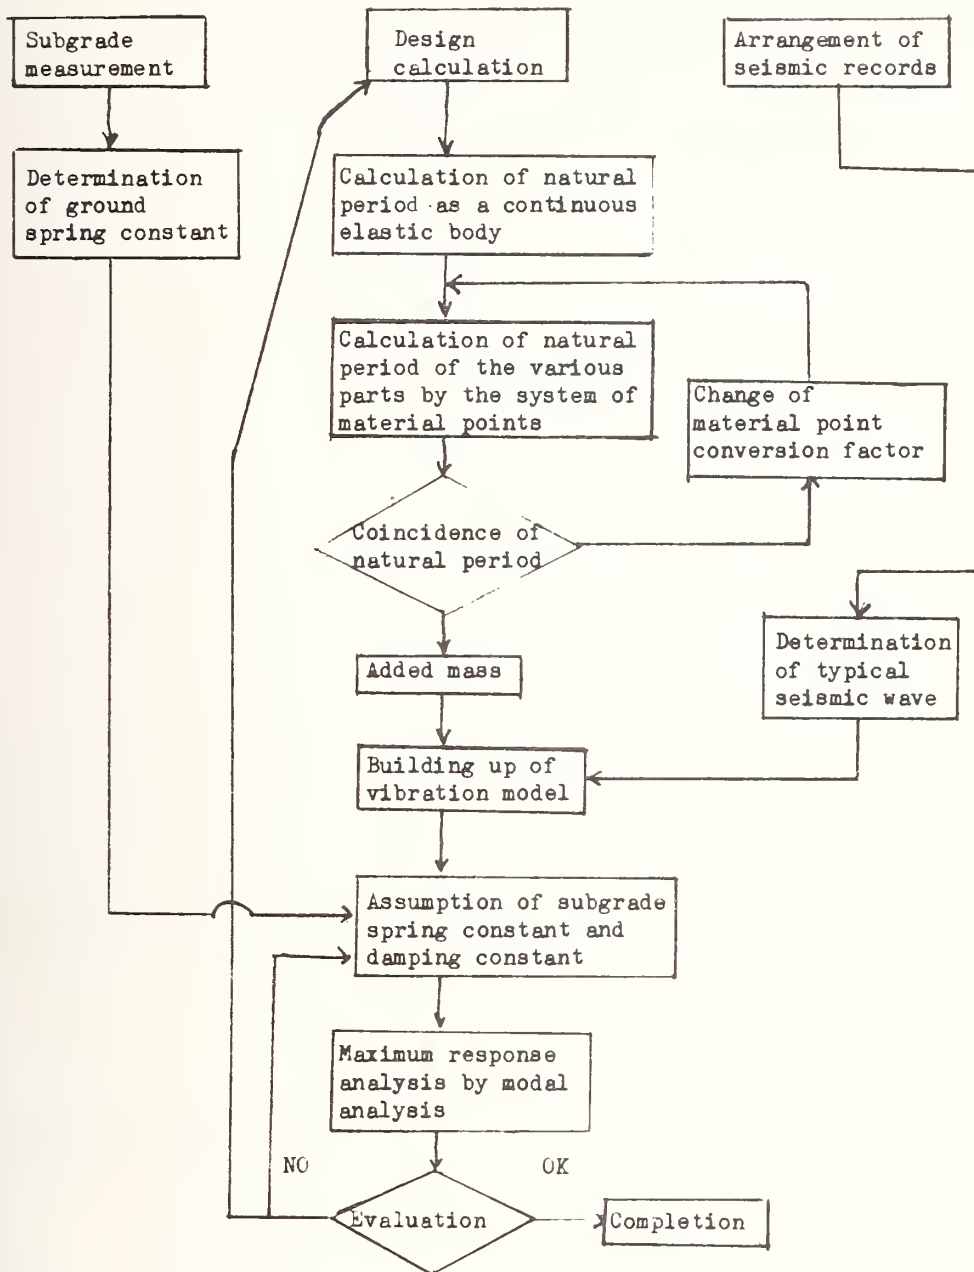 Subgrade
measurement
Design
calculation
Arrangement of
seismic records
Determination
of ground
spring constant
Calculation of natural
period as a continuous
elastic body
Calculation of natural
period of the various
parts by the system of
material points
Change of
material point
conversion factor
Coincidence of
natural period
Added mass
Determination
of typical
seismic wave
Building up of
vibration model
Assumption of subgrade
spring constant and
damping constant
Maximum response
analysis by modal
analysis
NO
OK
Evaluation
Completion